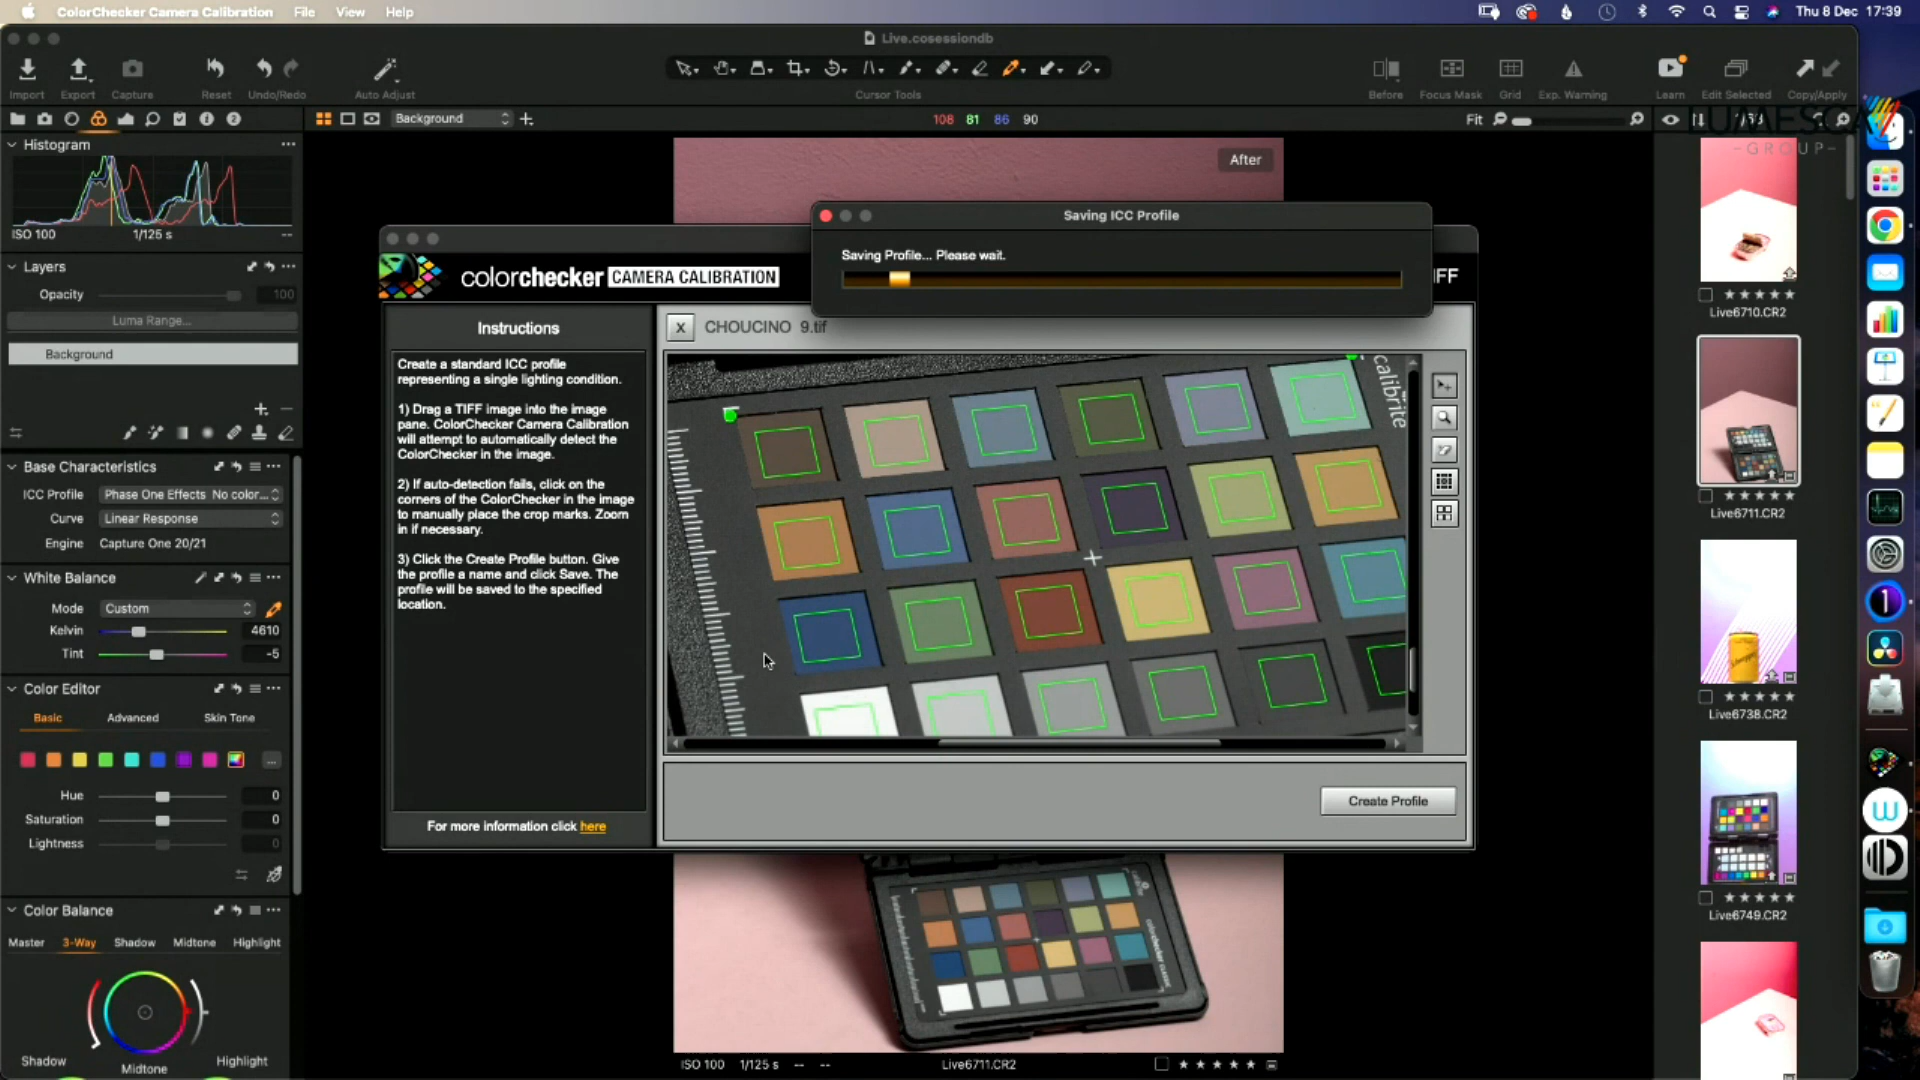 ColorChecker Camera Calibration File View Help
Thu 8 Dec 17:39
Live.cosessiondb
Import Export Capture Reset Undo/Redo Auto Adjust Cursor Tools Before Focus Mask Grid Exp. Warning Learn Edit Selected Copy/Apply
Background
108 81 86 90
Fit
LUMESCA
-GROUP-
Histogram
ISO 100 1/125 s --
Layers
Opacity 100
Luma Range...
Background
Base Characteristics
ICC Profile Phase One Effects No color...
Curve Linear Response
Engine Capture One 20/21
White Balance
Mode Custom
Kelvin 4610
Tint -5
Color Editor
Basic Advanced Skin Tone
Hue 0
Saturation 0
Lightness 0
Color Balance
Master 3-Way Shadow Midtone Highlight
Shadow Highlight
Midtone
After
Saving ICC Profile
Saving Profile... Please wait.
colorchecker CAMERA CALIBRATION
IFF
Instructions
Create a standard ICC profile
representing a single lighting condition.
1) Drag a TIFF image into the image
pane. ColorChecker Camera Calibration
will attempt to automatically detect the
ColorChecker in the image.
2) If auto-detection fails, click on the
corners of the ColorChecker in the image
to manually place the crop marks. Zoom
in if necessary.
3) Click the Create Profile button. Give
the profile a name and click Save. The
profile will be saved to the specified
location.
For more information click here
X CHOUCINO 9.tif
calibrite
Create Profile
colorchecker CLASSIC
ISO 100 1/125 s -- -- Live6711.CR2
Live6710.CR2
Live6711.CR2
Live6738.CR2
Live6749.CR2